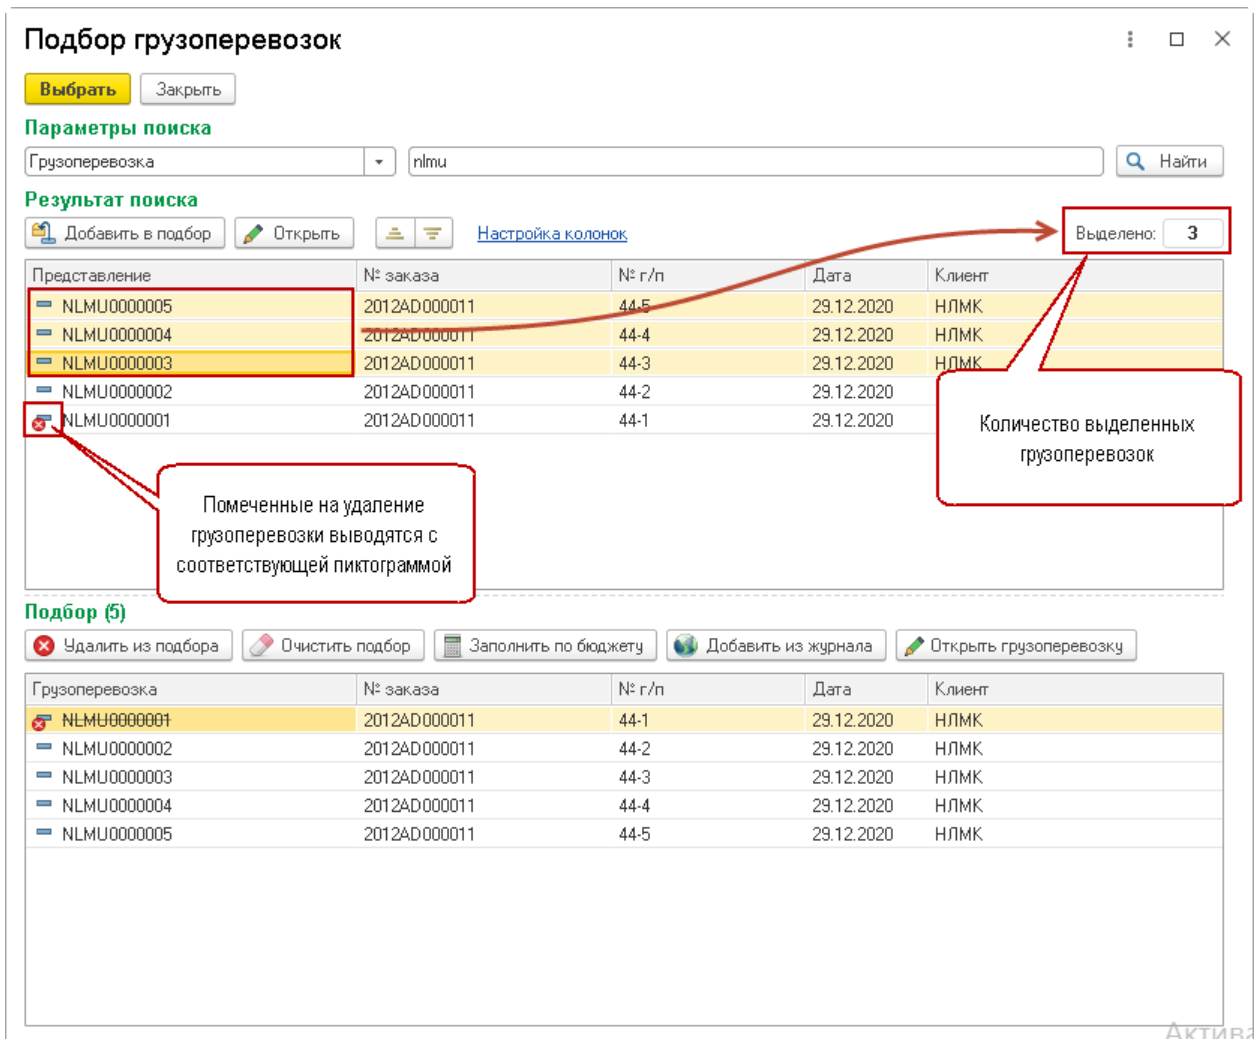 Подбор грузоперевозок
Выбрать Закрыть
Параметры поиска
Грузоперевозка nlmu Найти
Результат поиска
Добавить в подбор Открыть Настройка колонок Выделено: 3
Представление № заказа № г/п Дата Клиент
NLMU0000005 2012AD000011 44-5 29.12.2020 НЛМК
NLMU0000004 2012AD000011 44-4 29.12.2020 НЛМК
NLMU0000003 2012AD000011 44-3 29.12.2020 НЛМК
NLMU0000002 2012AD000011 44-2 29.12.2020
NLMU0000001 2012AD000011 44-1 29.12.2020
Количество выделенных
грузоперевозок
Помеченные на удаление
грузоперевозки выводятся с
соответствующей пиктограммой
Подбор (5)
Удалить из подбора Очистить подбор Заполнить по бюджету Добавить из журнала Открыть грузоперевозку
Грузоперевозка № заказа № г/п Дата Клиент
NLMU0000001 2012AD000011 44-1 29.12.2020 НЛМК
NLMU0000002 2012AD000011 44-2 29.12.2020 НЛМК
NLMU0000003 2012AD000011 44-3 29.12.2020 НЛМК
NLMU0000004 2012AD000011 44-4 29.12.2020 НЛМК
NLMU0000005 2012AD000011 44-5 29.12.2020 НЛМК